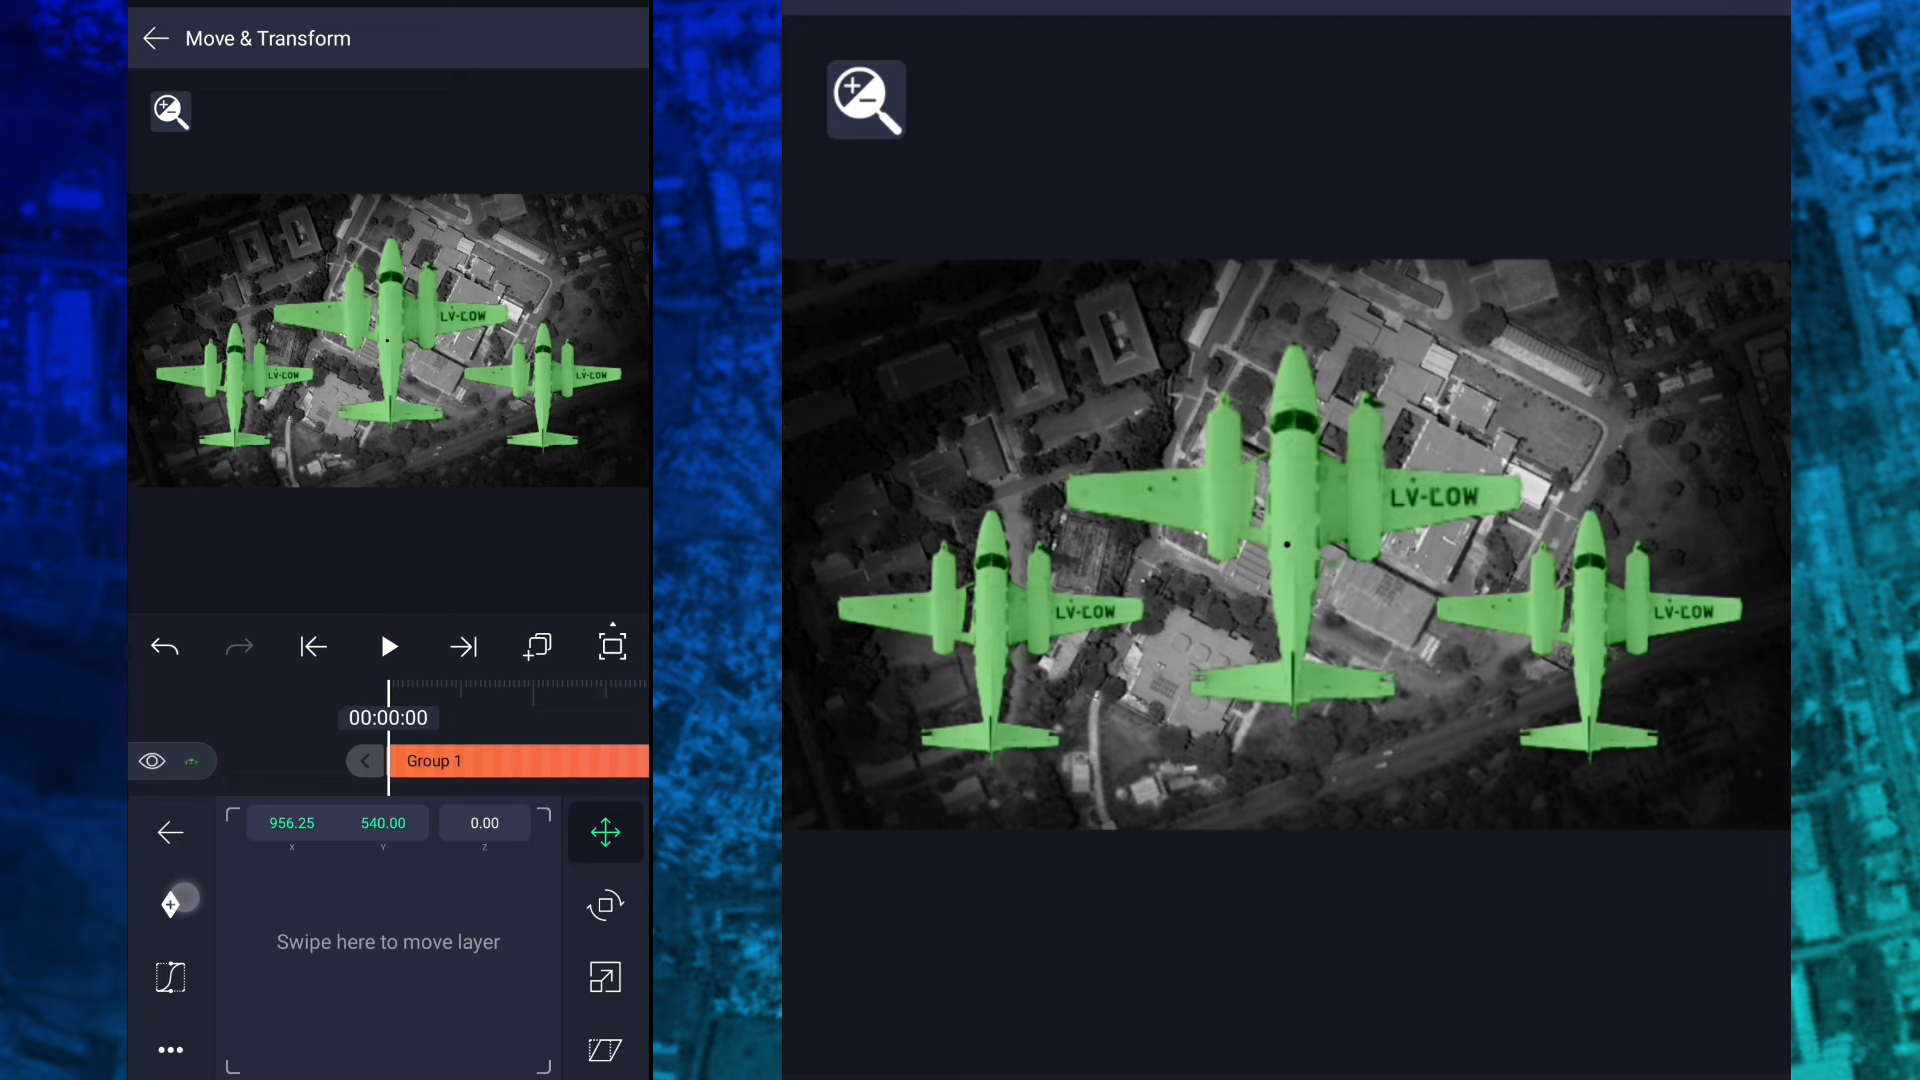 Move & Transform
LV-LOW
LV-LOW
LV-LOW
00:00:00
Group 1
956.25 540.00 0.00
X Y Z
Swipe here to move layer
LV-LOW
LV-LOW
LV-LOW